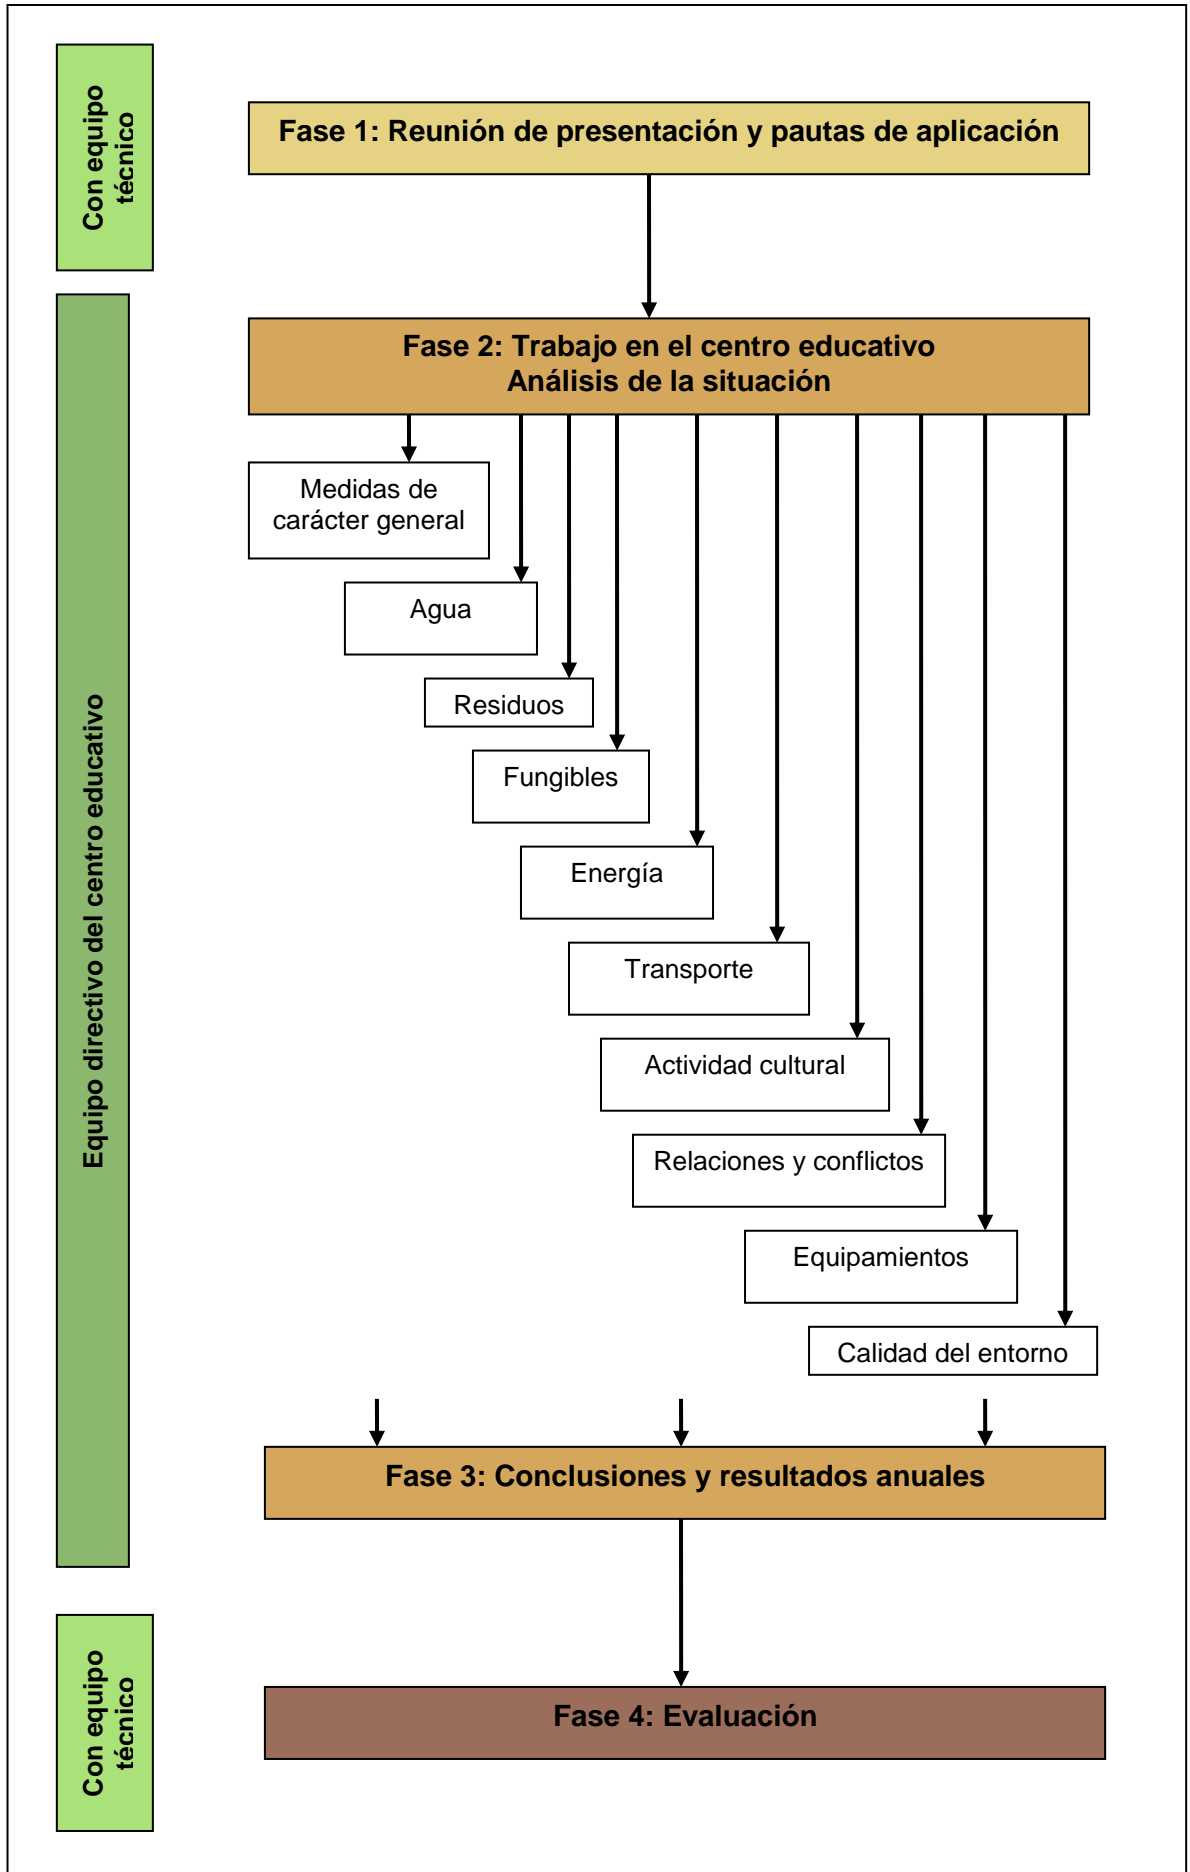 Con equipo
técnico
Fase 1: Reunión de presentación y pautas de aplicación
Equipo directivo del centro educativo
Fase 2: Trabajo en el centro educativo
Análisis de la situación
Medidas de
carácter general
Agua
Residuos
Fungibles
Energía
Transporte
Actividad cultural
Relaciones y conflictos
Equipamientos
Calidad del entorno
Fase 3: Conclusiones y resultados anuales
Con equipo
técnico
Fase 4: Evaluación